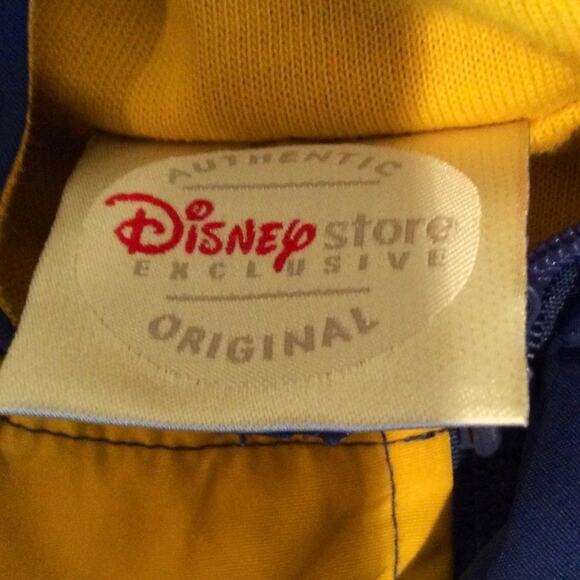 AUTHENTIC
Disney store
EXCLUSIVE
ORIGINAL